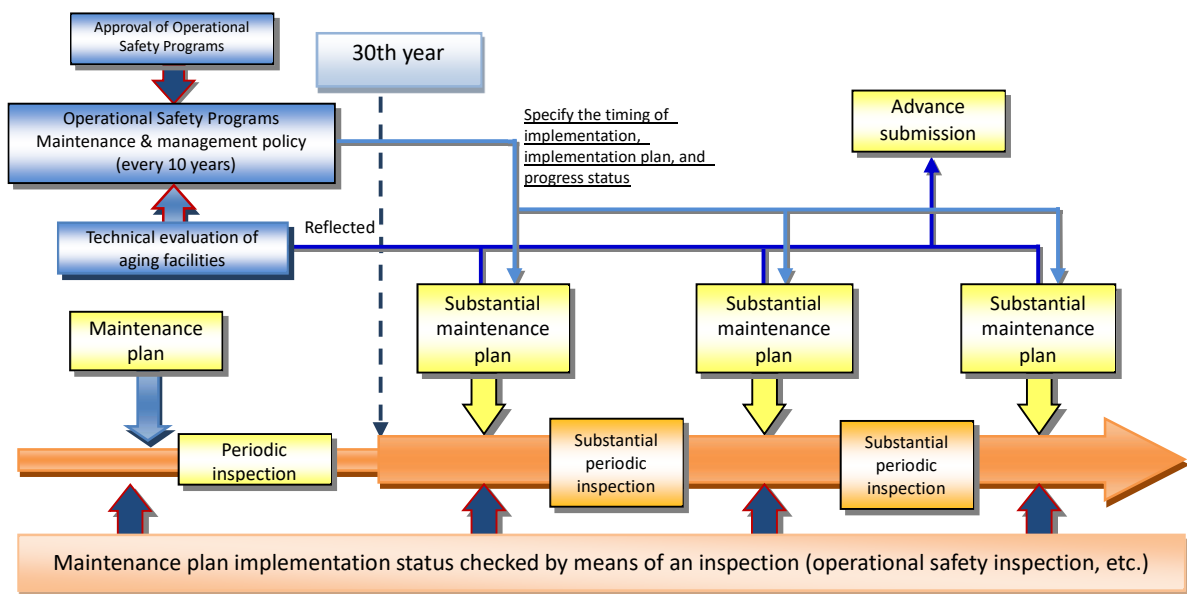 Approval of Operational
Safety Programs
30th year
Operational Safety Programs
Maintenance & management policy
(every 10 years)
Specify the timing of
implementation,
implementation plan, and
progress status
Advance
submission
Technical evaluation of
aging facilities
Reflected
Maintenance
plan
Substantial
maintenance
plan
Substantial
maintenance
plan
Substantial
maintenance
plan
Periodic
inspection
Substantial
periodic
inspection
Substantial
periodic
inspection
Maintenance plan implementation status checked by means of an inspection (operational safety inspection, etc.)